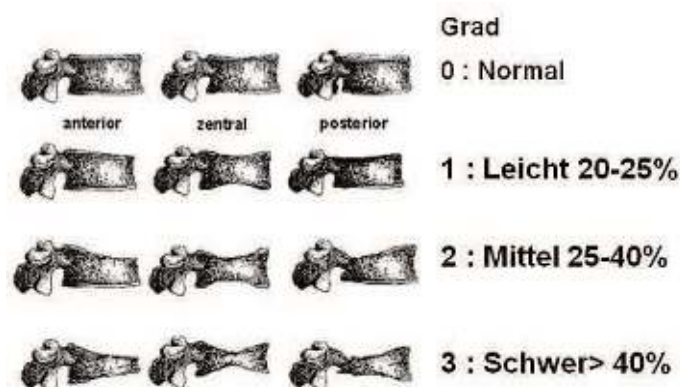 Grad
0 : Normal
anterior zentral posterior
1 : Leicht 20-25%
2 : Mittel 25-40%
3 : Schwer> 40%